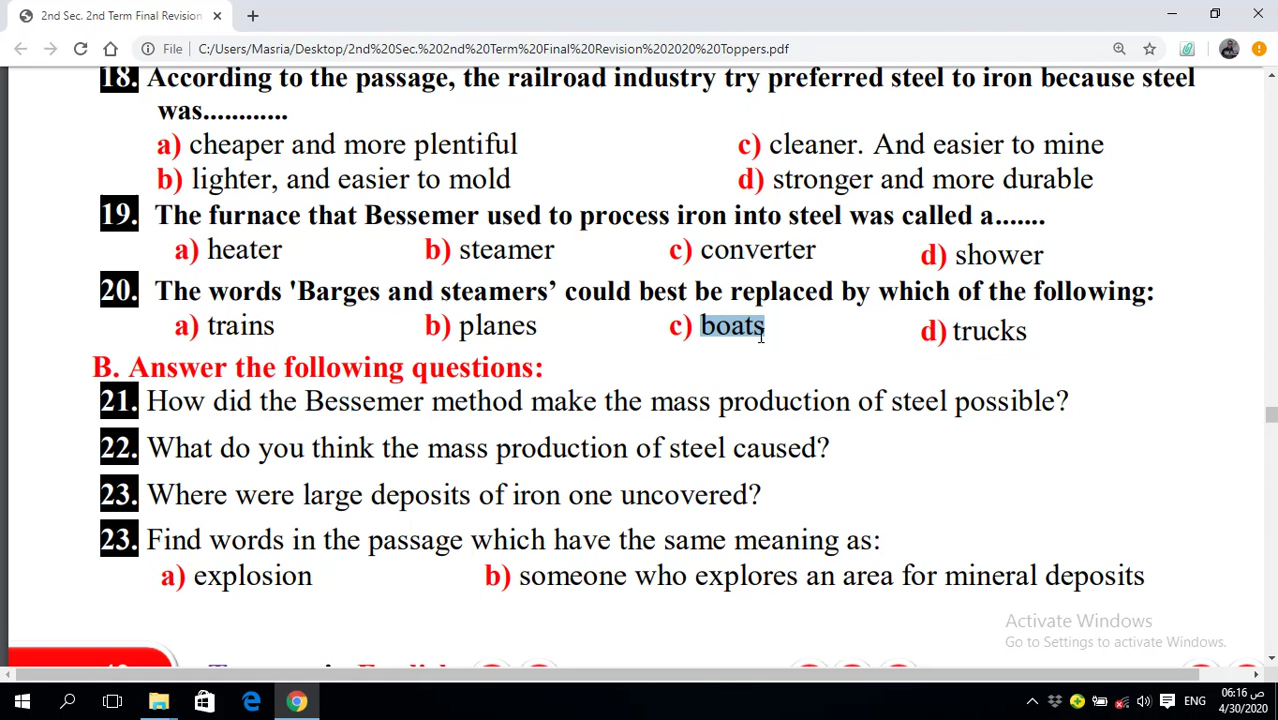 2nd Sec. 2nd Term Final Revision
File C:/Users/Masria/Desktop/2nd%20Sec.%202nd%20Term%20Final%20Revision%202020%20Toppers.pdf
18. According to the passage, the railroad industry try preferred steel to iron because steel
was............
a) cheaper and more plentiful c) cleaner. And easier to mine
b) lighter, and easier to mold d) stronger and more durable
19. The furnace that Bessemer used to process iron into steel was called a.......
a) heater b) steamer c) converter d) shower
20. The words 'Barges and steamers’ could best be replaced by which of the following:
a) trains b) planes c) boats d) trucks
B. Answer the following questions:
21. How did the Bessemer method make the mass production of steel possible?
22. What do you think the mass production of steel caused?
23. Where were large deposits of iron one uncovered?
23. Find words in the passage which have the same meaning as:
a) explosion b) someone who explores an area for mineral deposits
Activate Windows
Go to Settings to activate Windows.
ENG
06:16 ص
4/30/2020